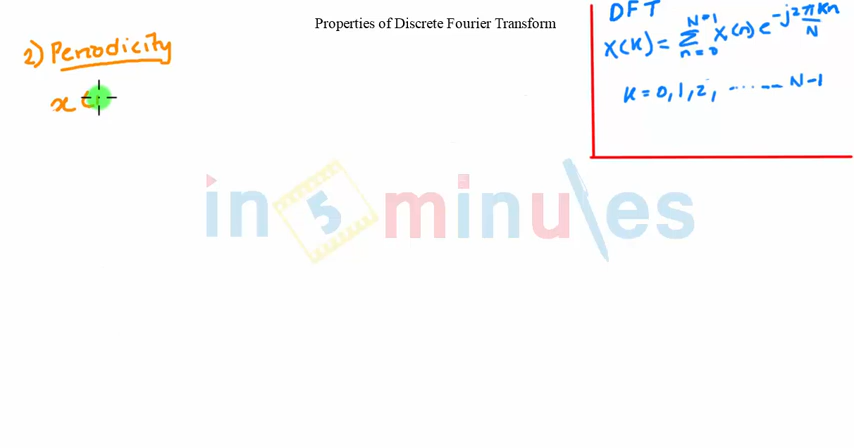 Properties of Discrete Fourier Transform
2) Periodicity
x (
DFT
X(K) = Σ_{n=0}^{N-1} x(n) e^{-j2πKn/N}
K = 0, 1, 2, ------ N-1
in 5 minutes